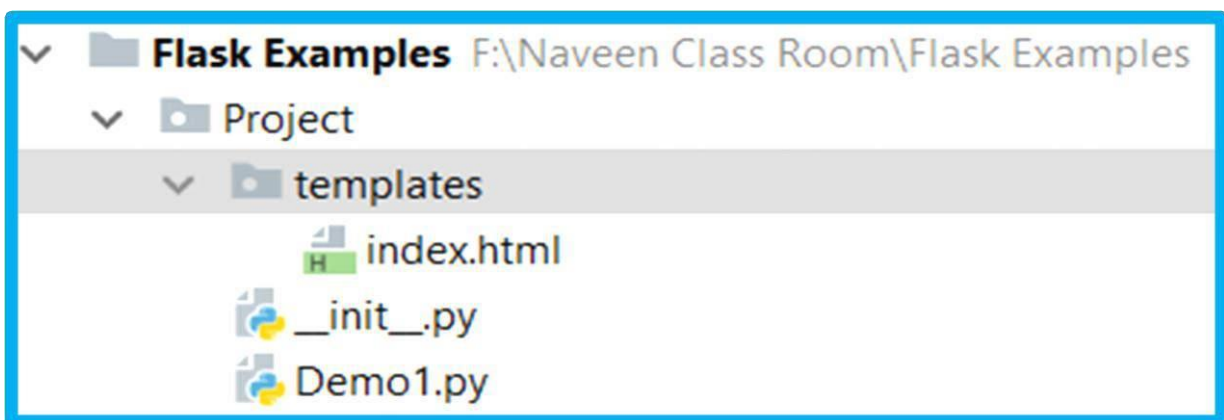 Flask Examples F:\Naveen Class Room\Flask Examples
Project
templates
H index.html
__init__.py
Demo1.py